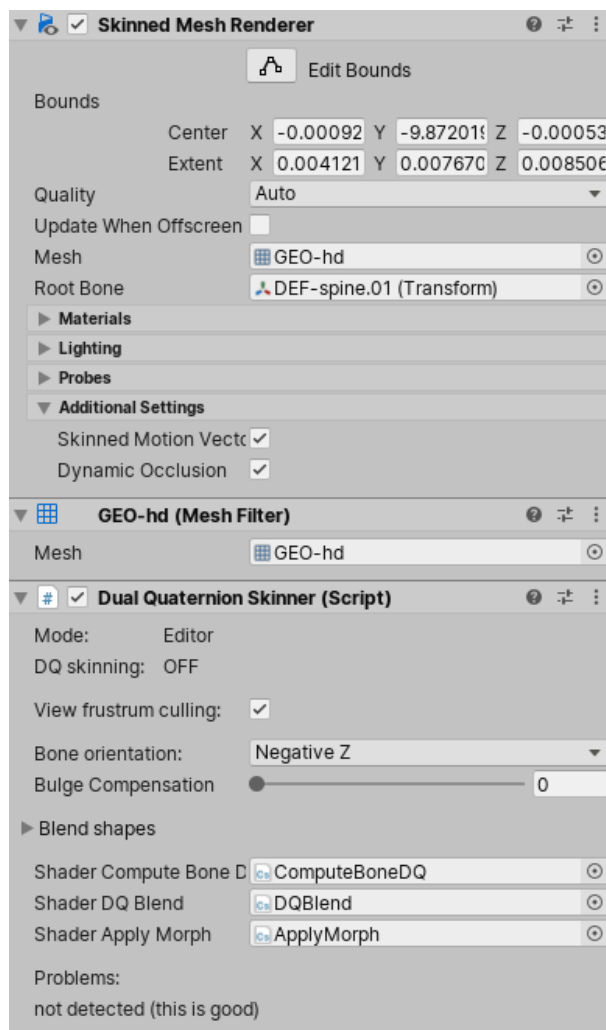 Skinned Mesh Renderer
Edit Bounds
Bounds
Center X -0.00092 Y -9.872019 Z -0.00053
Extent X 0.004121 Y 0.007670 Z 0.008506
Quality Auto
Update When Offscreen
Mesh GEO-hd
Root Bone DEF-spine.01 (Transform)
Materials
Lighting
Probes
Additional Settings
Skinned Motion Vecto
Dynamic Occlusion
GEO-hd (Mesh Filter)
Mesh GEO-hd
# Dual Quaternion Skinner (Script)
Mode: Editor
DQ skinning: OFF
View frustrum culling:
Bone orientation: Negative Z
Bulge Compensation 0
Blend shapes
Shader Compute Bone D ComputeBoneDQ
Shader DQ Blend DQBlend
Shader Apply Morph ApplyMorph
Problems:
not detected (this is good)